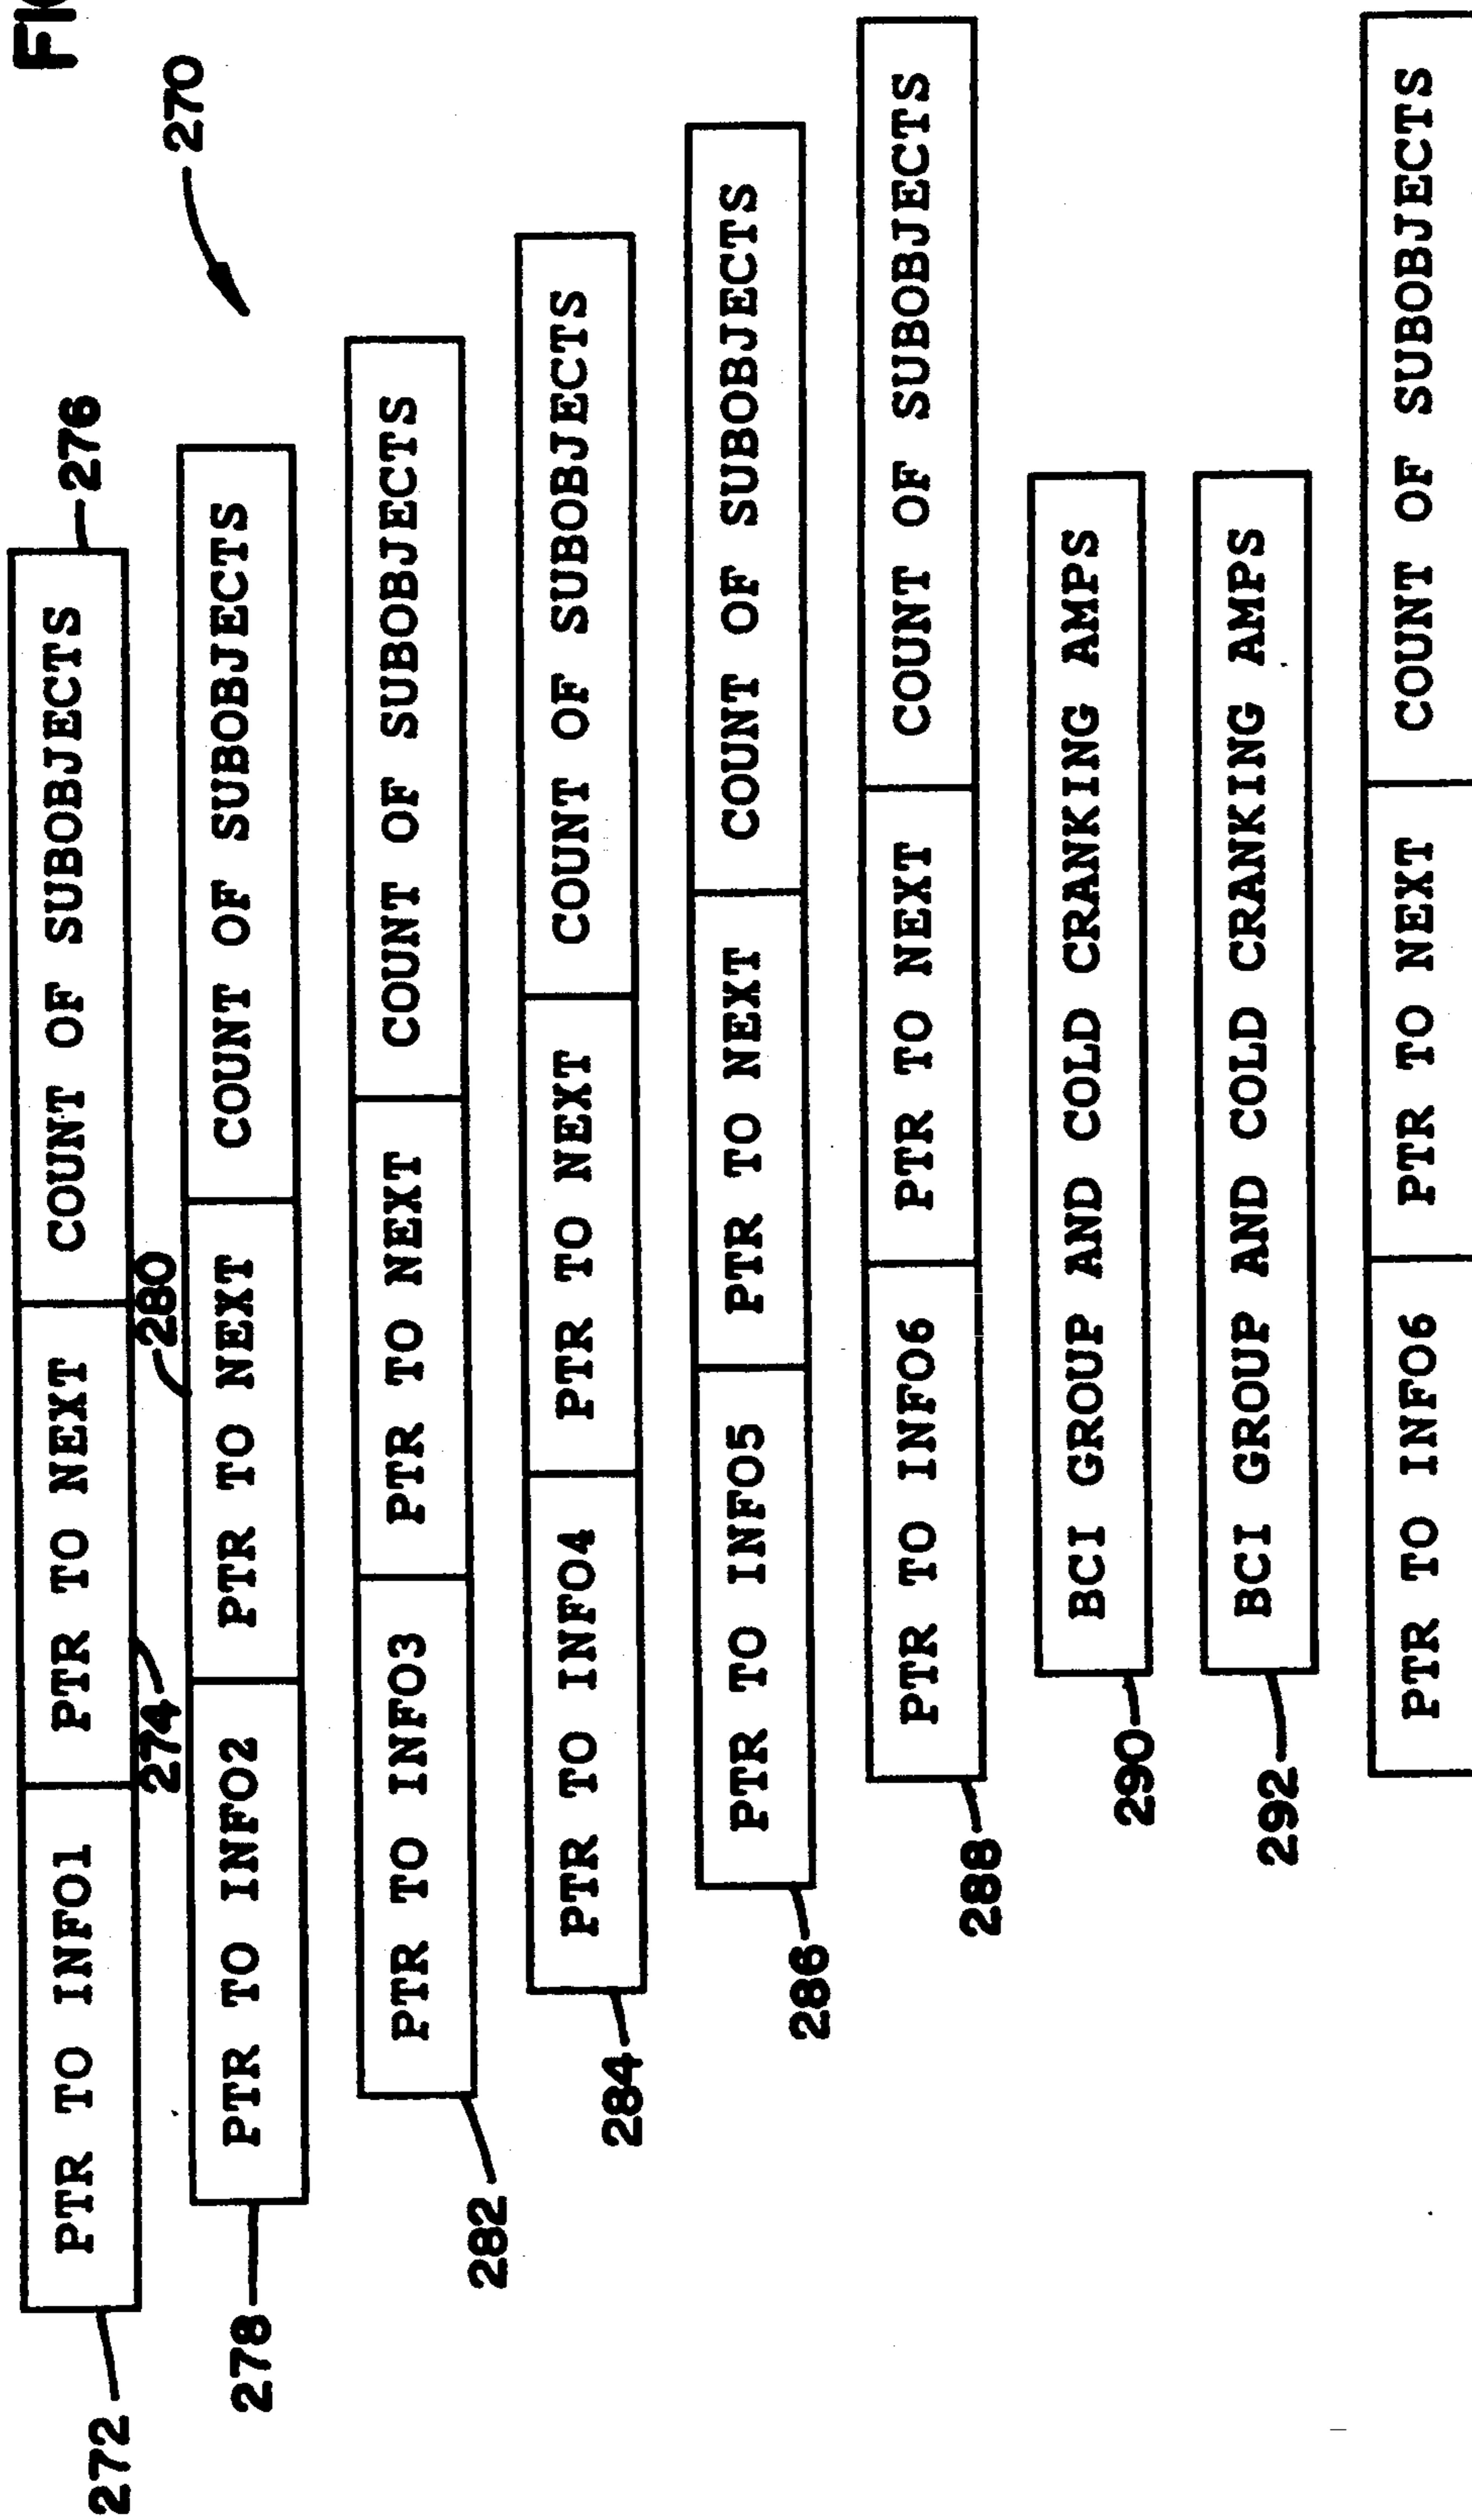 FIG
270
272 PTR TO INFO1 PTR TO NEXT COUNT OF SUBOBJECTS 276
274 280
278 PTR TO INFO2 PTR TO NEXT COUNT OF SUBOBJECTS
282 PTR TO INFO3 PTR TO NEXT COUNT OF SUBOBJECTS
284 PTR TO INFO4 PTR TO NEXT COUNT OF SUBOBJECTS
286 PTR TO INFO5 PTR TO NEXT COUNT OF SUBOBJECTS
288 PTR TO INFO6 PTR TO NEXT COUNT OF SUBOBJECTS
290 BCI GROUP AND COLD CRANKING AMPS
292 BCI GROUP AND COLD CRANKING AMPS
PTR TO INFO6 PTR TO NEXT COUNT OF SUBOBJECTS